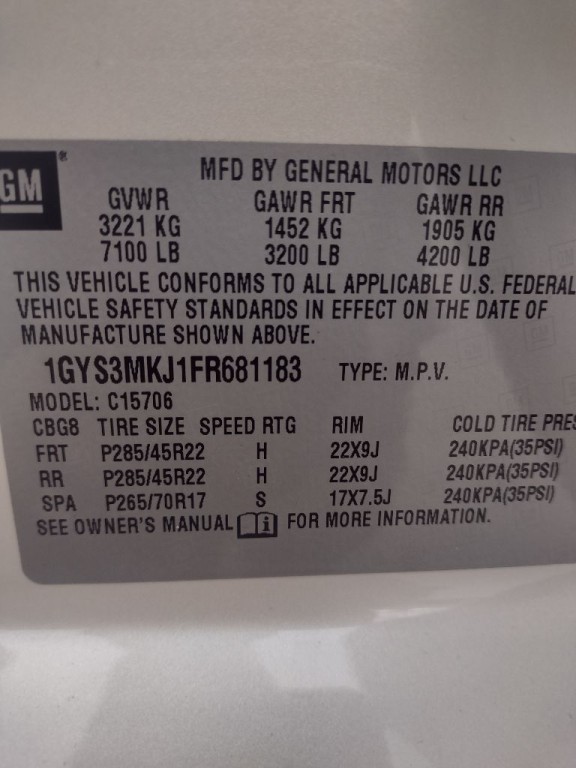 GM®
MFD BY GENERAL MOTORS LLC
GVWR GAWR FRT GAWR RR
3221 KG 1452 KG 1905 KG
7100 LB 3200 LB 4200 LB
THIS VEHICLE CONFORMS TO ALL APPLICABLE U.S. FEDERAL
VEHICLE SAFETY STANDARDS IN EFFECT ON THE DATE OF
MANUFACTURE SHOWN ABOVE.
1GYS3MKJ1FR681183 TYPE: M.P.V.
MODEL: C15706
CBG8 TIRE SIZE SPEED RTG RIM COLD TIRE PRES
FRT P285/45R22 H 22X9J 240KPA(35PSI)
RR P285/45R22 H 22X9J 240KPA(35PSI)
SPA P265/70R17 S 17X7.5J 240KPA(35PSI)
SEE OWNER'S MANUAL i FOR MORE INFORMATION.